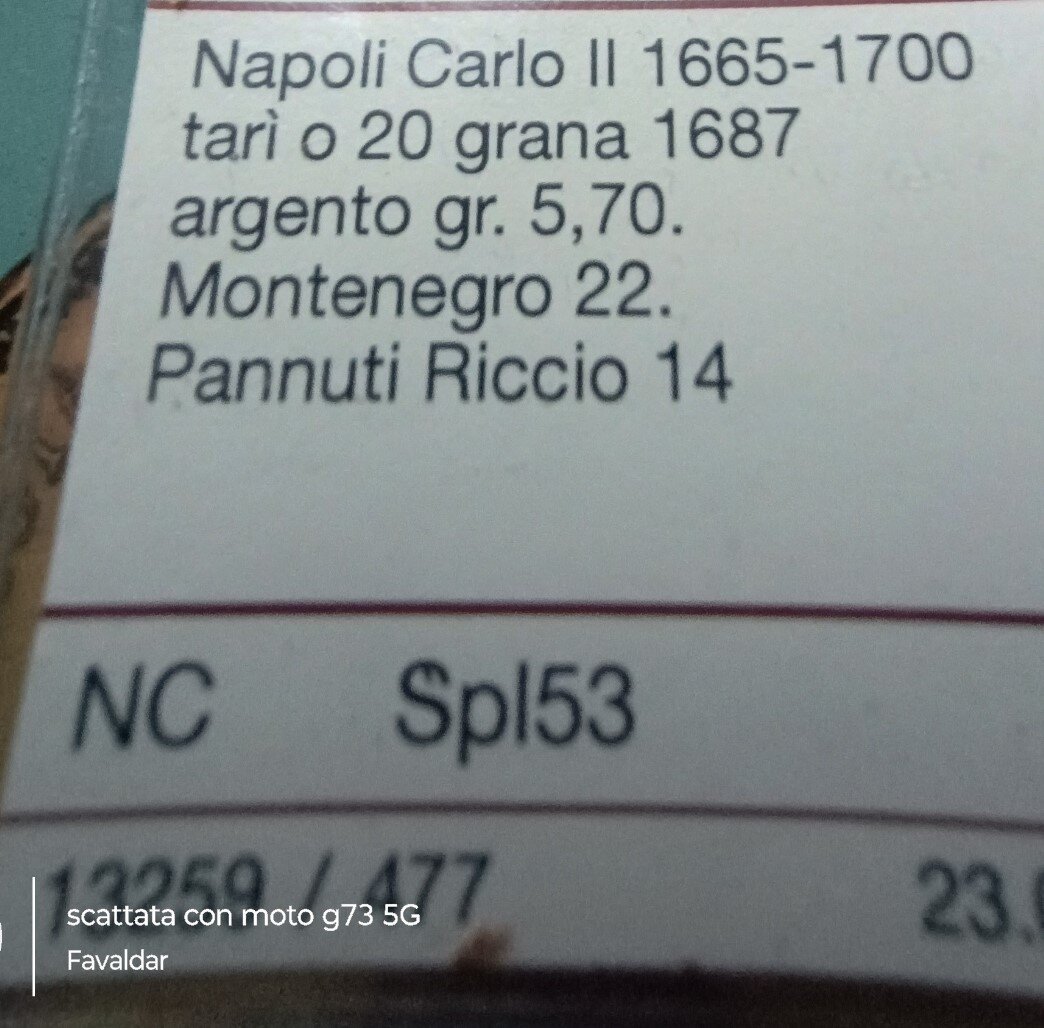 Napoli Carlo II 1665-1700
tarì o 20 grana 1687
argento gr. 5,70.
Montenegro 22.
Pannuti Riccio 14
NC Spl53
13259 / 477 23.
scattata con moto g73 5G
Favaldar